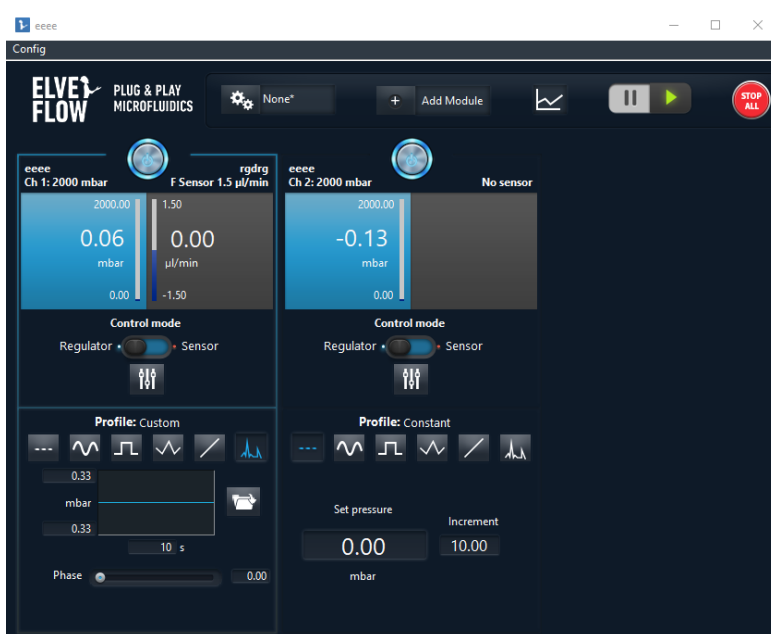 eeee
Config
ELVE FLOW
PLUG & PLAY
MICROFLUIDICS
None*
+ Add Module
STOP
ALL
eeee rgdrg
Ch 1: 2000 mbar F Sensor 1.5 µl/min
2000.00 1.50
0.06 0.00
mbar µl/min
0.00 -1.50
Control mode
Regulator Sensor
Profile: Custom
0.33
mbar
0.33
10 s
Phase 0.00
eeee
Ch 2: 2000 mbar No sensor
2000.00
-0.13
mbar
0.00
Control mode
Regulator Sensor
Profile: Constant
Set pressure
Increment
0.00 10.00
mbar